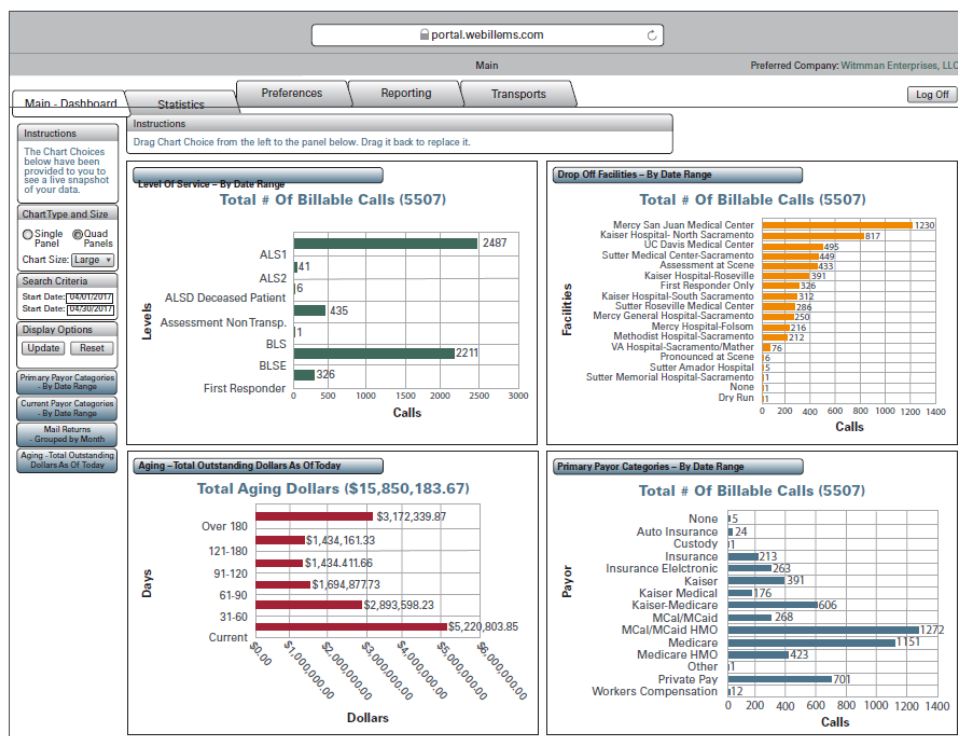 portal.webillems.com
Main
Preferred Company: Witmman Enterprises, LLC
Main - Dashboard
Statistics
Preferences
Reporting
Transports
Log Off
Instructions
The Chart Choices
below have been
provided to you to
see a live snapshot
of your data.
Chart Type and Size
Single
Panel
Quad
Panels
Chart Size: Large
Search Criteria
Start Date: 04/01/2017
Start Date: 04/30/2017
Display Options
Update
Reset
Primary Payor Categories
- By Date Range
Current Payor Categories
- By Date Range
Mail Returns
- Grouped by Month
Aging -Total Outstanding
Dollars As Of Today
Instructions
Drag Chart Choice from the left to the panel below. Drag it back to replace it.
Level Of Service – By Date Range
Total # Of Billable Calls (5507)
Levels
2487
ALS1
41
ALS2
6
ALSD Deceased Patient
435
Assessment Non Transp.
1
BLS
2211
BLSE
326
First Responder
0 500 1000 1500 2000 2500 3000
Calls
Drop Off Facilities – By Date Range
Total # Of Billable Calls (5507)
Facilities
Mercy San Juan Medical Center 1230
Kaiser Hospital- North Sacramento 817
UC Davis Medical Center 495
Sutter Medical Center-Sacramento 449
Assessment at Scene 433
Kaiser Hospital-Roseville 391
First Responder Only 326
Kaiser Hospital-South Sacramento 312
Sutter Roseville Medical Center 286
Mercy General Hospital-Sacramento 250
Mercy Hospital-Folsom 216
Methodist Hospital-Sacramento 212
VA Hospital-Sacramento/Mather 76
Pronounced at Scene 6
Sutter Amador Hospital 5
Sutter Memorial Hospital-Sacramento 1
None 1
Dry Run 1
0 200 400 600 800 1000 1200 1400
Calls
Aging –Total Outstanding Dollars As Of Today
Total Aging Dollars ($15,850,183.67)
Days
$3,172,339.87
Over 180
$1,434,161.33
121-180
$1,434.411.66
91-120
$1,694,877.73
61-90
$2,893,598.23
31-60
$5,220,803.85
Current
$0.00 $1,000,000.00 $2,000,000.00 $3,000,000.00 $4,000,000.00 $5,000,000.00 $6,000,000.00
Dollars
Primary Payor Categories – By Date Range
Total # Of Billable Calls (5507)
Payor
None 5
Auto Insurance 24
Custody 1
Insurance 213
Insurance Elelctronic 263
Kaiser 391
Kaiser Medical 176
Kaiser-Medicare 606
MCal/MCaid 268
MCal/MCaid HMO 1272
Medicare 1151
Medicare HMO 423
Other 1
Private Pay 701
Workers Compensation 12
0 200 400 600 800 1000 1200 1400
Calls